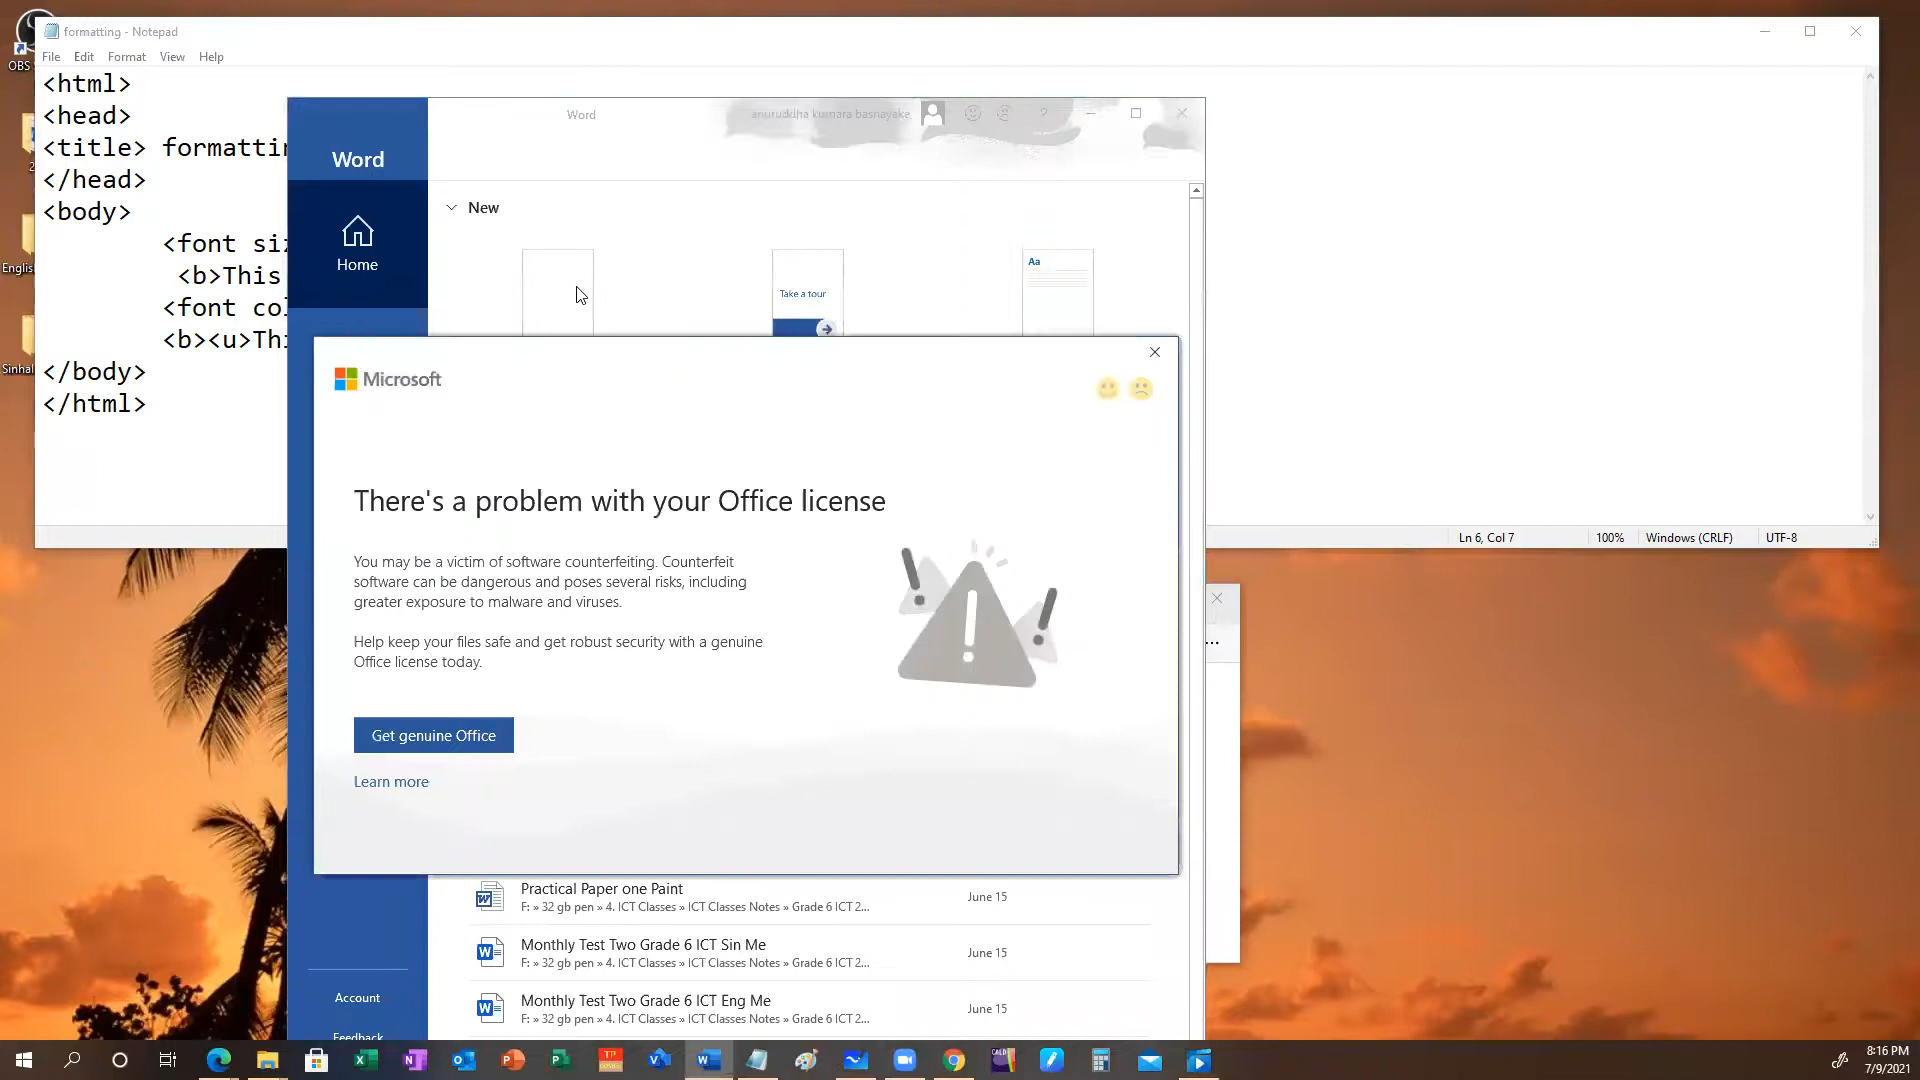 formatting - Notepad
File Edit Format View Help
<html>
<head>
<title>
</head>
<body>
<font
<b>This
<font
<b><u>
</body>
</html>
OBS
English
Word
anuruddha kumara basnayake
?
Word
Home
New
Take a tour
Aa
Microsoft
There's a problem with your Office license
You may be a victim of software counterfeiting. Counterfeit
software can be dangerous and poses several risks, including
greater exposure to malware and viruses.
Help keep your files safe and get robust security with a genuine
Office license today.
Get genuine Office
Learn more
Practical Paper one Paint
F: » 32 gb pen » 4. ICT Classes » ICT Classes Notes » Grade 6 ICT 2...
June 15
Monthly Test Two Grade 6 ICT Sin Me
F: » 32 gb pen » 4. ICT Classes » ICT Classes Notes » Grade 6 ICT 2...
June 15
Monthly Test Two Grade 6 ICT Eng Me
F: » 32 gb pen » 4. ICT Classes » ICT Classes Notes » Grade 6 ICT 2...
June 15
Account
Feedback
Ln 6, Col 7
100%
Windows (CRLF)
UTF-8
8:16 PM
7/9/2021